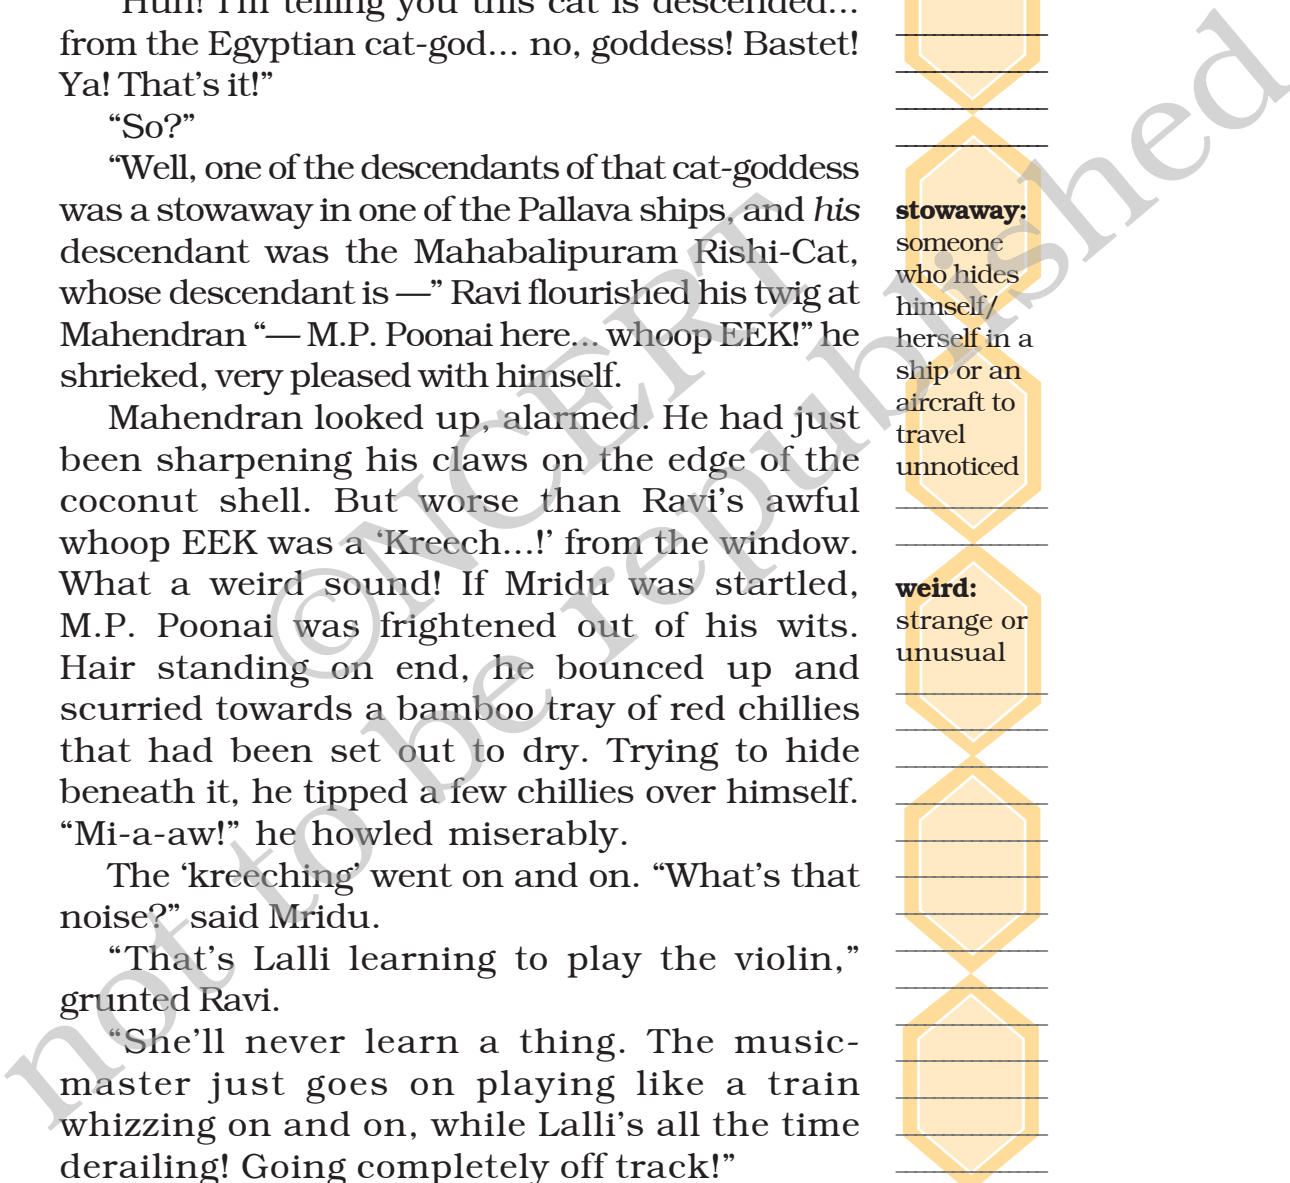 "Huh! I'm telling you this cat is descended...
from the Egyptian cat-god... no, goddess! Bastet!
Ya! That's it!”
“So?”
“Well, one of the descendants of that cat-goddess
was a stowaway in one of the Pallava ships, and his
descendant was the Mahabalipuram Rishi-Cat,
whose descendant is —” Ravi flourished his twig at
Mahendran “— M.P. Poonai here... whoop EEK!” he
shrieked, very pleased with himself.
Mahendran looked up, alarmed. He had just
been sharpening his claws on the edge of the
coconut shell. But worse than Ravi’s awful
whoop EEK was a ‘Kreech...!’ from the window.
What a weird sound! If Mridu was startled,
M.P. Poonai was frightened out of his wits.
Hair standing on end, he bounced up and
scurried towards a bamboo tray of red chillies
that had been set out to dry. Trying to hide
beneath it, he tipped a few chillies over himself.
“Mi-a-aw!” he howled miserably.
The ‘kreeching’ went on and on. “What’s that
noise?” said Mridu.
“That’s Lalli learning to play the violin,”
grunted Ravi.
“She’ll never learn a thing. The music-
master just goes on playing like a train
whizzing on and on, while Lalli’s all the time
derailing! Going completely off track!”
stowaway:
someone
who hides
himself/
herself in a
ship or an
aircraft to
travel
unnoticed
weird:
strange or
unusual
©NCERT
not to be republished